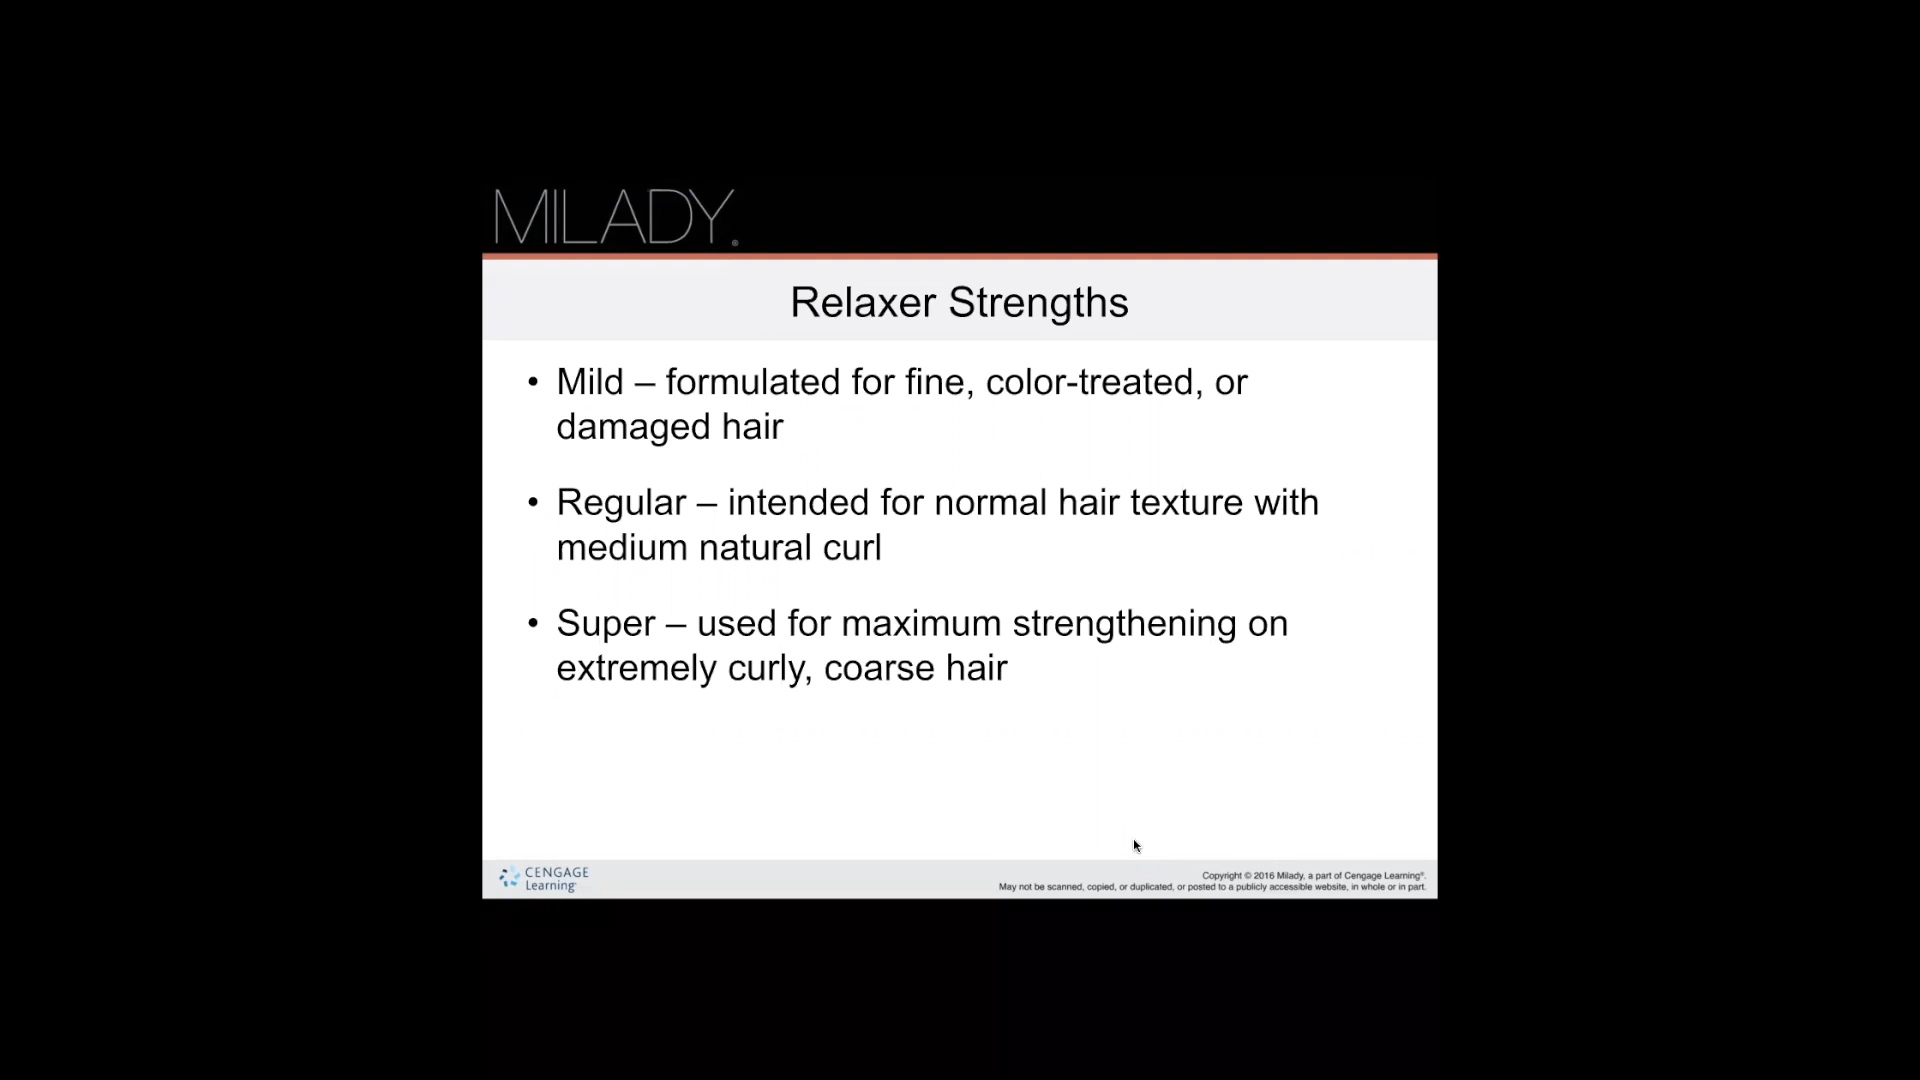 MILADY®
Relaxer Strengths
• Mild – formulated for fine, color-treated, or
damaged hair
• Regular – intended for normal hair texture with
medium natural curl
• Super – used for maximum strengthening on
extremely curly, coarse hair
CENGAGE
Learning
Copyright © 2016 Milady, a part of Cengage Learning®.
May not be scanned, copied, or duplicated, or posted to a publicly accessible website, in whole or in part.